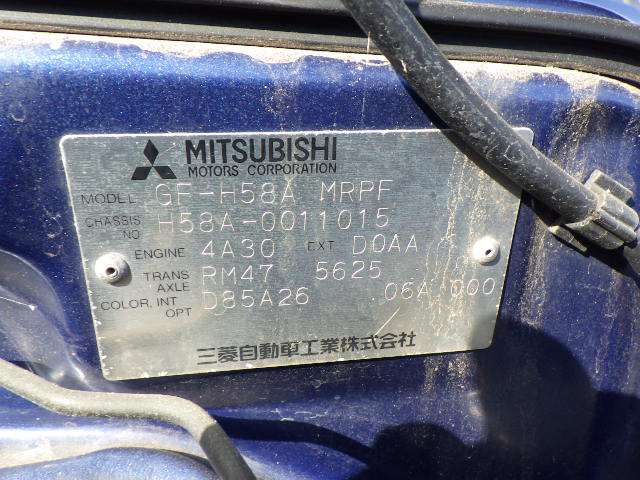 MITSUBISHI
MOTORS CORPORATION
MODEL GF-H58A MRPF
CHASSIS NO H58A-0011015
ENGINE 4A30 EXT D0AA
TRANS AXLE RM47 5625
COLOR, INT OPT D85A26 06A 000
三菱自動車工業株式会社